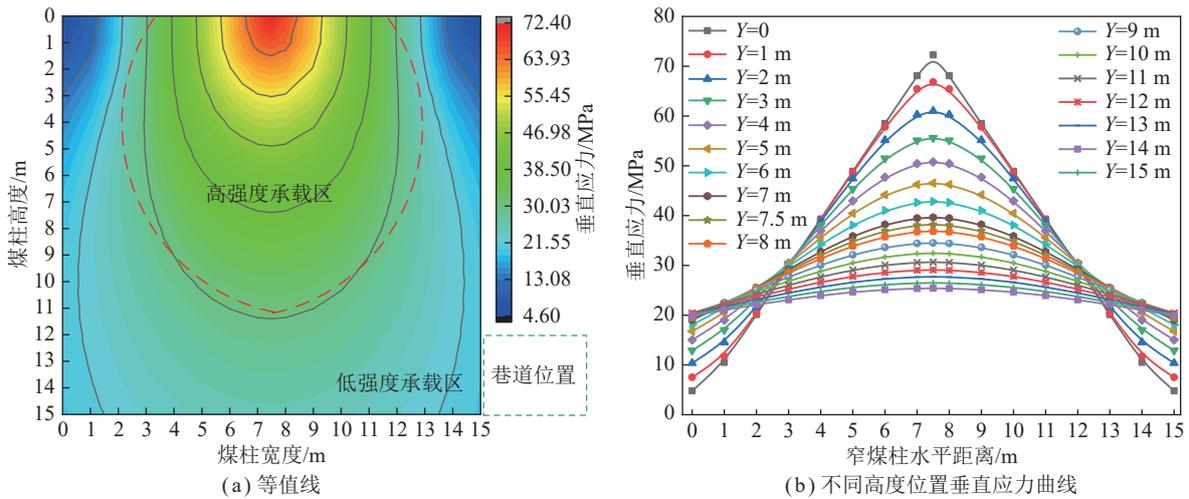 0
1
2
3
4
5
6
7
8
9
10
11
12
13
14
15
煤柱高度/m
0 1 2 3 4 5 6 7 8 9 10 11 12 13 14 15
煤柱宽度/m
高强度承载区
低强度承载区
72.40
63.93
55.45
46.98
38.50
30.03
21.55
13.08
4.60
垂直应力/MPa
巷道位置
(a) 等值线
80
70
60
50
40
30
20
10
0
垂直应力/MPa
Y=0
Y=1 m
Y=2 m
Y=3 m
Y=4 m
Y=5 m
Y=6 m
Y=7 m
Y=7.5 m
Y=8 m
Y=9 m
Y=10 m
Y=11 m
Y=12 m
Y=13 m
Y=14 m
Y=15 m
0 1 2 3 4 5 6 7 8 9 10 11 12 13 14 15
窄煤柱水平距离/m
(b) 不同高度位置垂直应力曲线